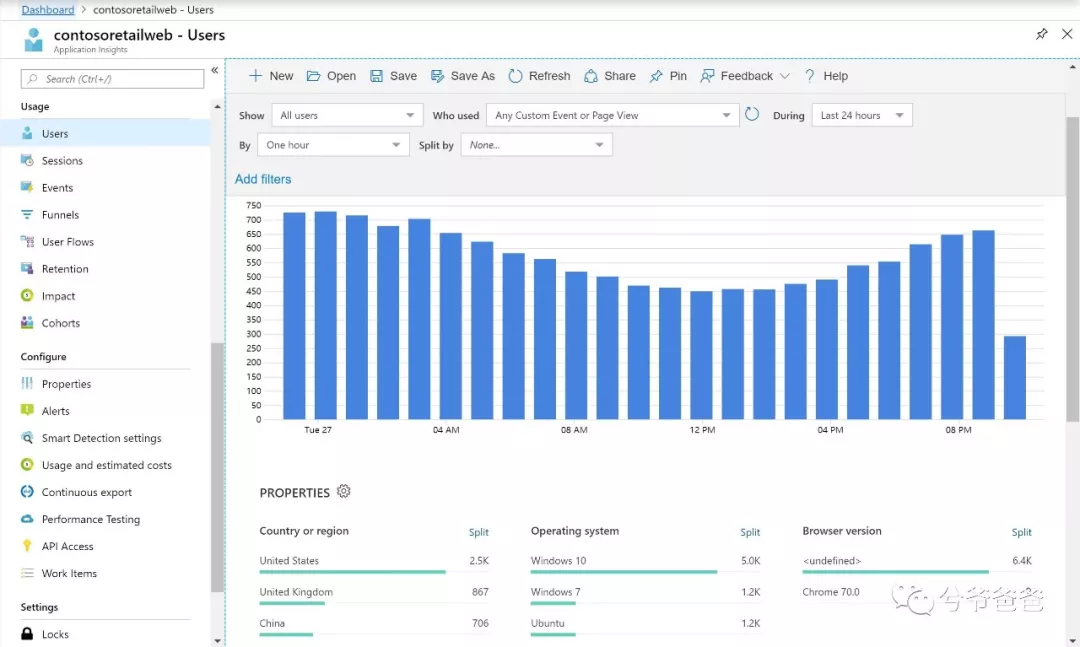 Dashboard > contosoretailweb - Users
contosoretailweb - Users
Application Insights
Search (Ctrl+/)
«
New Open Save Save As Refresh Share Pin Feedback ? Help
Usage
Users
Sessions
Events
Funnels
User Flows
Retention
Impact
Cohorts
Configure
Properties
Alerts
Smart Detection settings
Usage and estimated costs
Continuous export
Performance Testing
API Access
Work Items
Settings
Locks
Show All users Who used Any Custom Event or Page View During Last 24 hours
By One hour Split by None...
Add filters
750
700
650
600
550
500
450
400
350
300
250
200
150
100
50
0
Tue 27 04 AM 08 AM 12 PM 04 PM 08 PM
PROPERTIES
Country or region Split
United States 2.5K
United Kingdom 867
China 706
Operating system Split
Windows 10 5.0K
Windows 7 1.2K
Ubuntu 1.2K
Browser version Split
<undefined> 6.4K
Chrome 70.0
兮爷爸爸